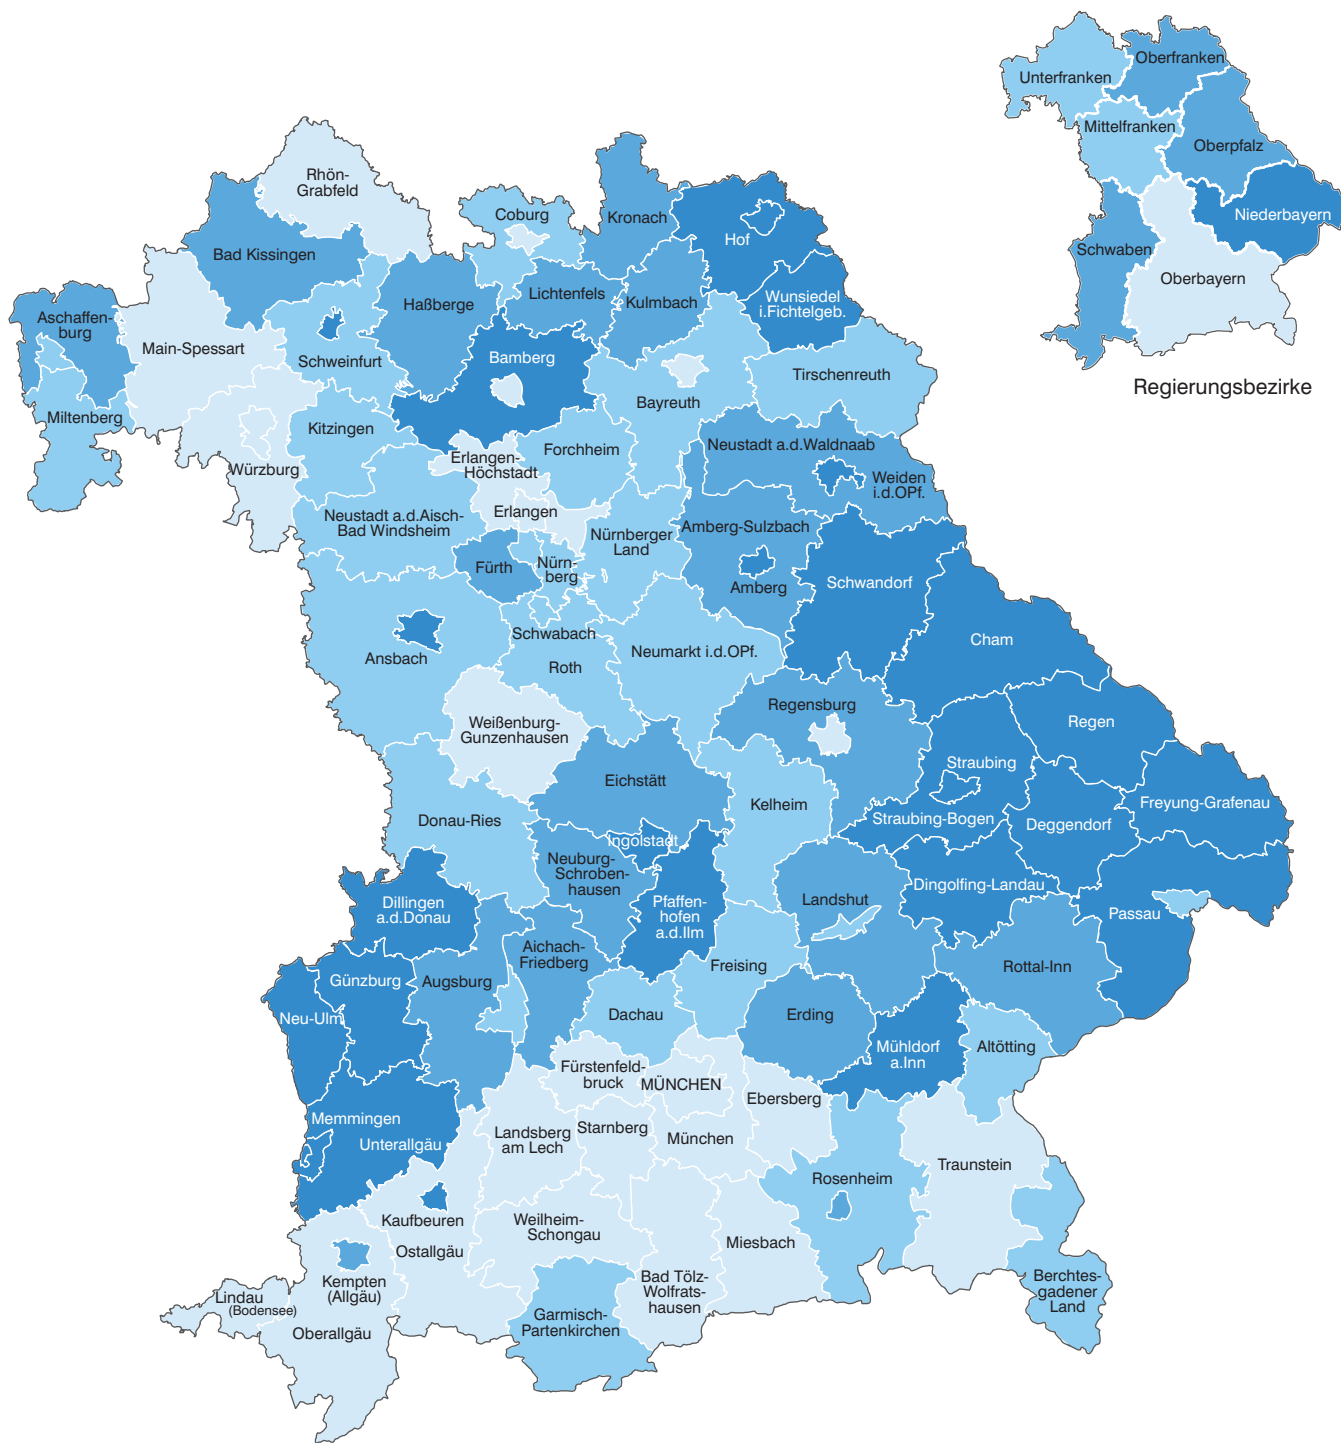 Oberfranken
Unterfranken
Mittelfranken
Oberpfalz
Niederbayern
Schwaben
Oberbayern
Regierungsbezirke
Rhön-
Grabfeld
Coburg
Kronach
Hof
Bad Kissingen
Haßberge
Lichtenfels
Kulmbach
Wunsiedel
i.Fichtelgeb.
Aschaffen-
burg
Main-Spessart
Schweinfurt
Bamberg
Tirschenreuth
Bayreuth
Miltenberg
Kitzingen
Forchheim
Neustadt a.d.Waldnaab
Erlangen-
Höchstadt
Würzburg
Weiden
i.d.OPf.
Erlangen
Neustadt a.d.Aisch-
Bad Windsheim
Nürnberger
Land
Amberg-Sulzbach
Fürth
Nürn-
berg
Amberg
Schwandorf
Schwabach
Cham
Ansbach
Roth
Neumarkt i.d.OPf.
Regensburg
Regen
Weißenburg-
Gunzenhausen
Straubing
Eichstätt
Kelheim
Freyung-Grafenau
Donau-Ries
Straubing-Bogen
Deggendorf
Ingolstadt
Neuburg-
Schroben-
hausen
Dillingen
a.d.Donau
Pfaffen-
hofen
a.d.Ilm
Landshut
Dingolfing-Landau
Passau
Aichach-
Friedberg
Freising
Rottal-Inn
Günzburg
Augsburg
Neu-Ulm
Dachau
Erding
Mühldorf
a.Inn
Altötting
Fürstenfeld-
bruck
MÜNCHEN
Ebersberg
Memmingen
Unterallgäu
Landsberg
am Lech
Starnberg
München
Traunstein
Rosenheim
Kaufbeuren
Weilheim-
Schongau
Miesbach
Ostallgäu
Kempten
(Allgäu)
Bad Tölz-
Wolfrats-
hausen
Berchtes-
gadener
Land
Lindau
(Bodensee)
Garmisch-
Partenkirchen
Oberallgäu